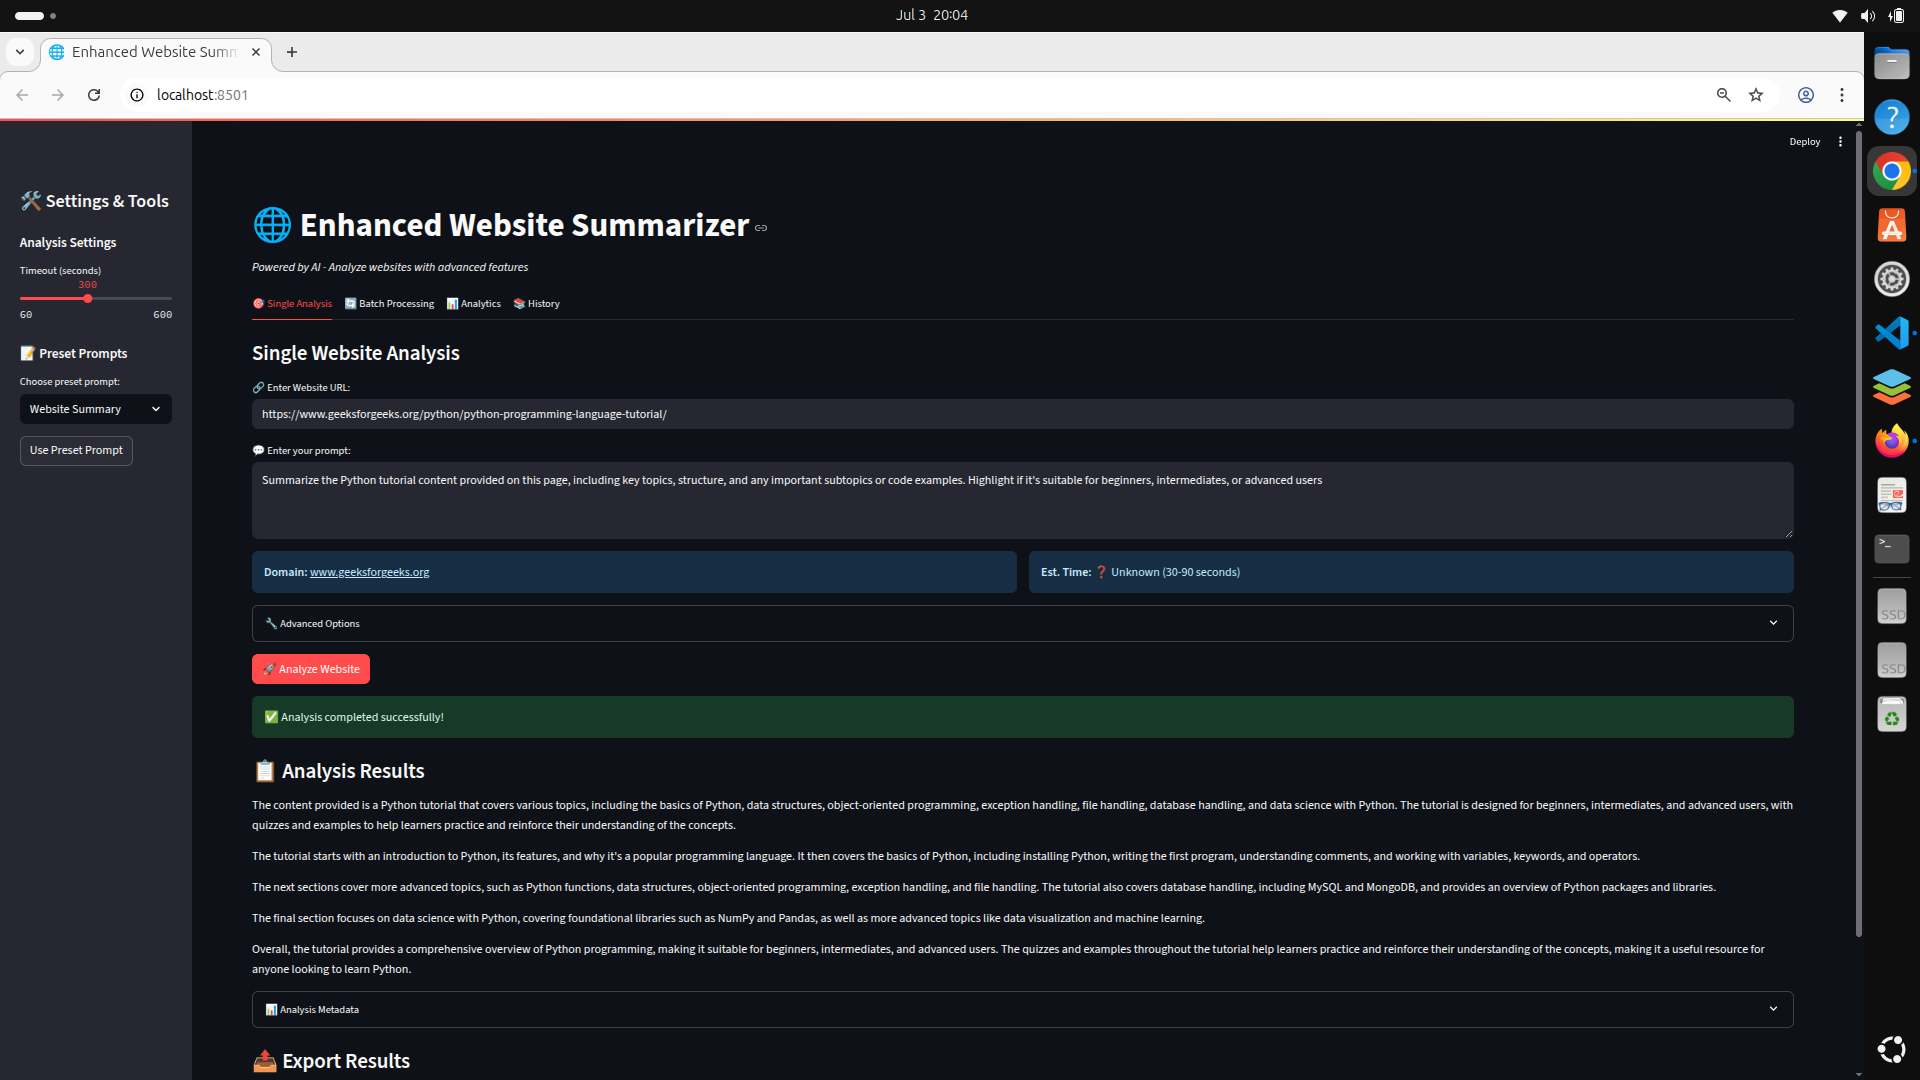 Jul 3 20:04
Enhanced Website Summ
localhost:8501
Deploy
Settings & Tools
Analysis Settings
Timeout (seconds)
300
60 600
Preset Prompts
Choose preset prompt:
Website Summary
Use Preset Prompt
Enhanced Website Summarizer
Powered by AI - Analyze websites with advanced features
Single Analysis Batch Processing Analytics History
Single Website Analysis
Enter Website URL:
https://www.geeksforgeeks.org/python/python-programming-language-tutorial/
Enter your prompt:
Summarize the Python tutorial content provided on this page, including key topics, structure, and any important subtopics or code examples. Highlight if it's suitable for beginners, intermediates, or advanced users
Domain: www.geeksforgeeks.org
Est. Time: ❓ Unknown (30-90 seconds)
Advanced Options
Analyze Website
Analysis completed successfully!
Analysis Results
The content provided is a Python tutorial that covers various topics, including the basics of Python, data structures, object-oriented programming, exception handling, file handling, database handling, and data science with Python. The tutorial is designed for beginners, intermediates, and advanced users, with
quizzes and examples to help learners practice and reinforce their understanding of the concepts.
The tutorial starts with an introduction to Python, its features, and why it's a popular programming language. It then covers the basics of Python, including installing Python, writing the first program, understanding comments, and working with variables, keywords, and operators.
The next sections cover more advanced topics, such as Python functions, data structures, object-oriented programming, exception handling, and file handling. The tutorial also covers database handling, including MySQL and MongoDB, and provides an overview of Python packages and libraries.
The final section focuses on data science with Python, covering foundational libraries such as NumPy and Pandas, as well as more advanced topics like data visualization and machine learning.
Overall, the tutorial provides a comprehensive overview of Python programming, making it suitable for beginners, intermediates, and advanced users. The quizzes and examples throughout the tutorial help learners practice and reinforce their understanding of the concepts, making it a useful resource for
anyone looking to learn Python.
Analysis Metadata
Export Results
SSD
SSD